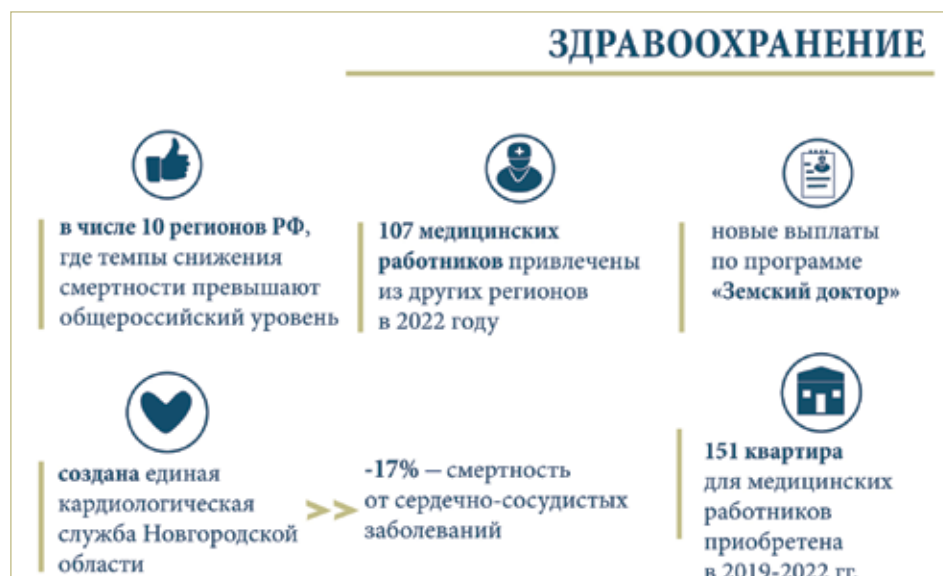 ЗДРАВООХРАНЕНИЕ
в числе 10 регионов РФ,
где темпы снижения
смертности превышают
общероссийский уровень
107 медицинских
работников привлечены
из других регионов
в 2022 году
новые выплаты
по программе
«Земский доктор»
создана единая
кардиологическая
служба Новгородской
области
-17% — смертность
от сердечно-сосудистых
заболеваний
151 квартира
для медицинских
работников
приобретена
в 2019-2022 гг.